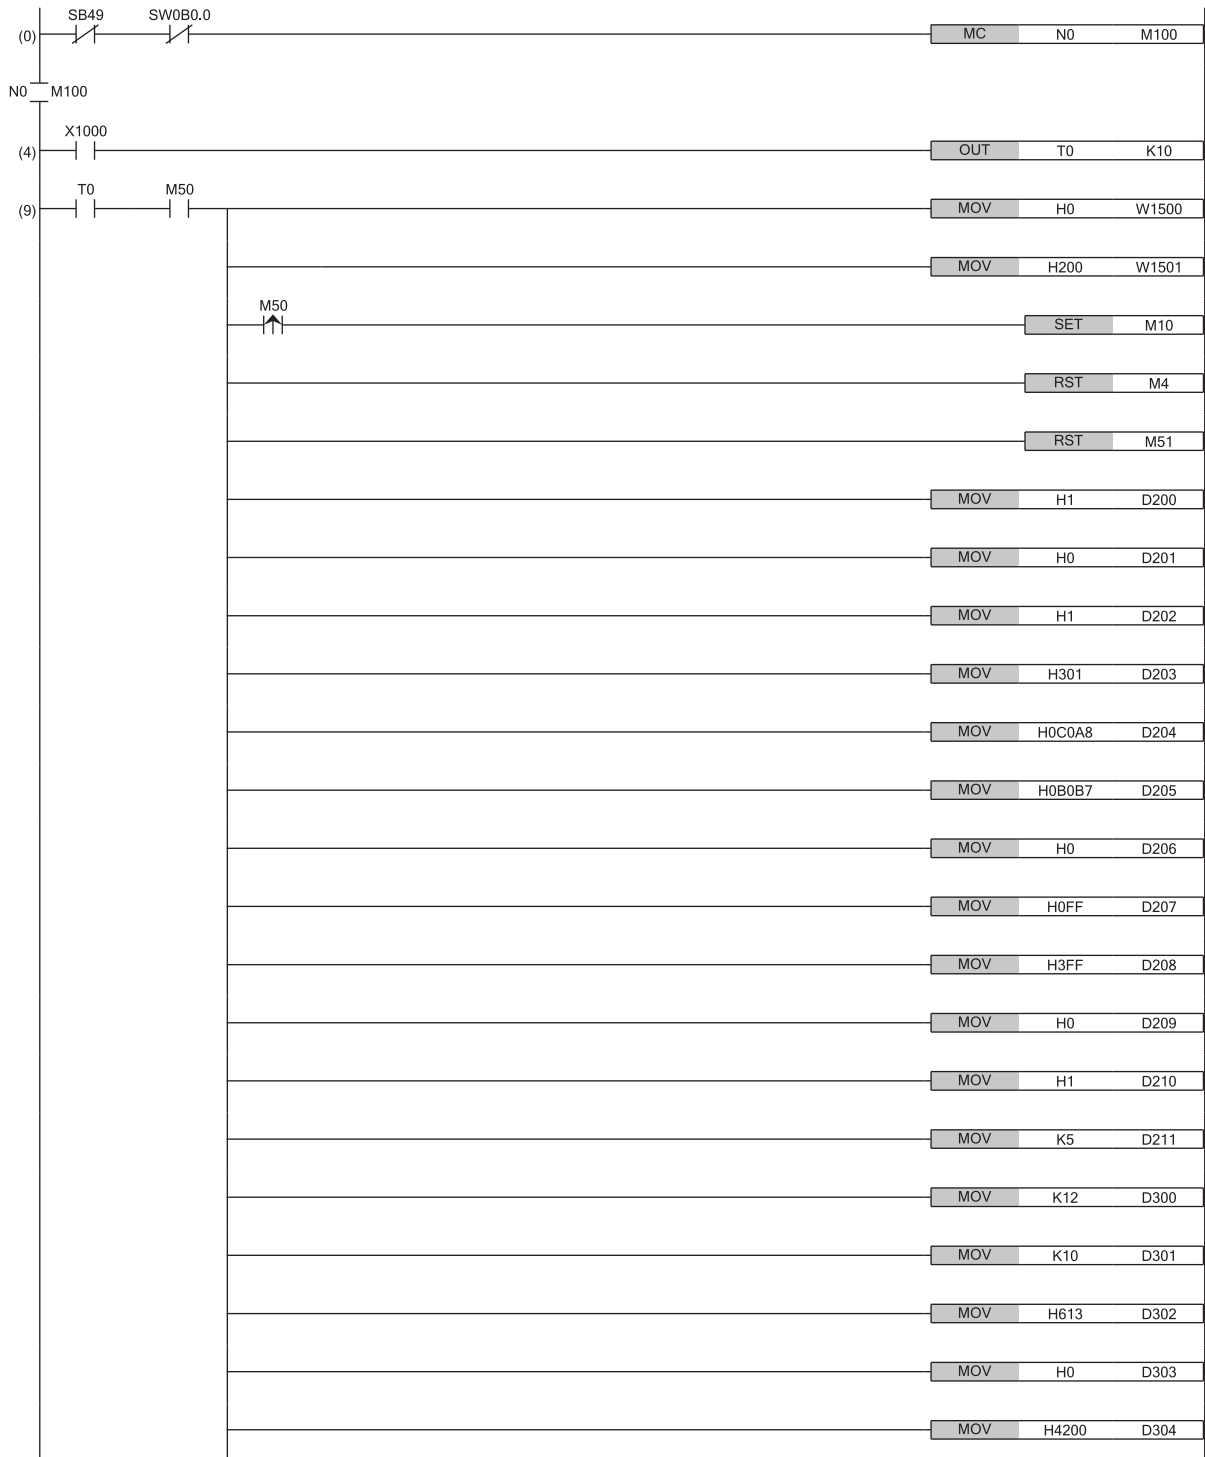 SB49 SW0B0.0
(0) MC N0 M100
N0 M100
X1000
(4) OUT T0 K10
T0 M50
(9) MOV H0 W1500
MOV H200 W1501
M50
SET M10
RST M4
RST M51
MOV H1 D200
MOV H0 D201
MOV H1 D202
MOV H301 D203
MOV H0C0A8 D204
MOV H0B0B7 D205
MOV H0 D206
MOV H0FF D207
MOV H3FF D208
MOV H0 D209
MOV H1 D210
MOV K5 D211
MOV K12 D300
MOV K10 D301
MOV H613 D302
MOV H0 D303
MOV H4200 D304